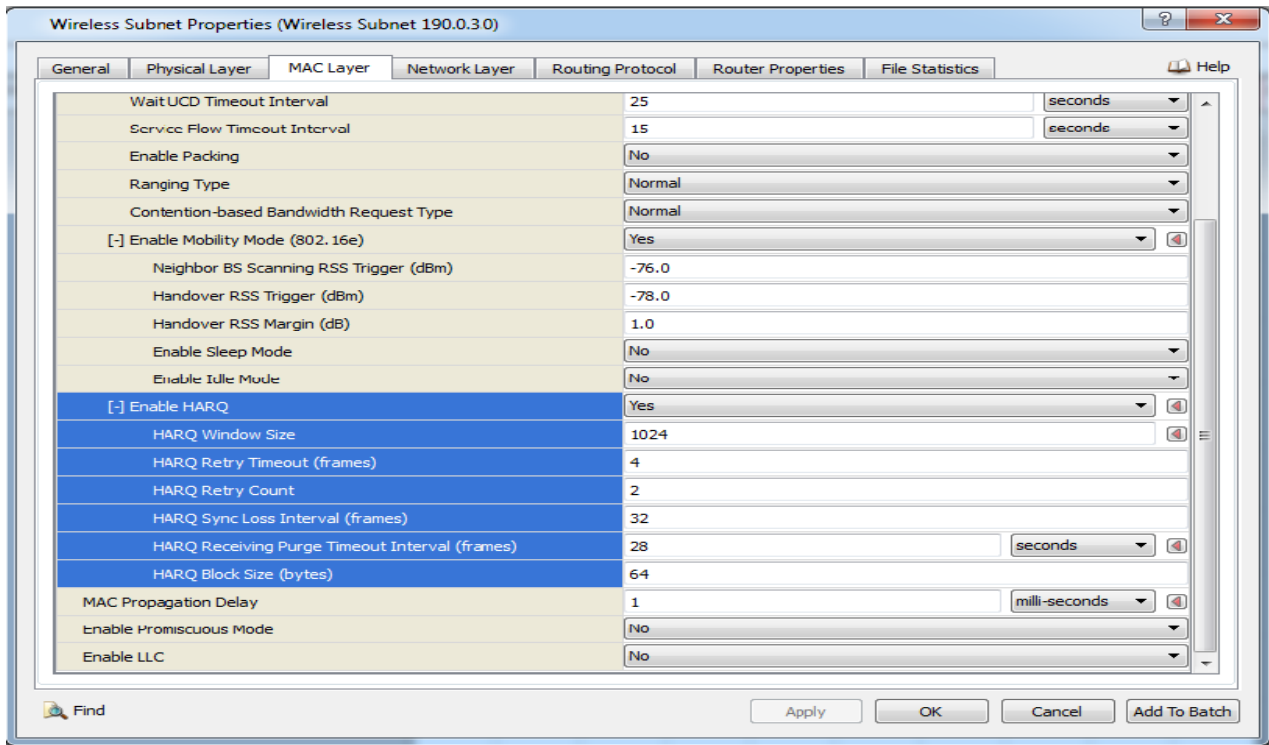 Wireless Subnet Properties (Wireless Subnet 190.0.3.0)
General Physical Layer MAC Layer Network Layer Routing Protocol Router Properties File Statistics Help
Wait UCD Timeout Interval 25 seconds
Service Flow Timeout Interval 15 seconds
Enable Packing No
Ranging Type Normal
Contention-based Bandwidth Request Type Normal
[-] Enable Mobility Mode (802.16e) Yes
Neighbor BS Scanning RSS Trigger (dBm) -76.0
Handover RSS Trigger (dBm) -78.0
Handover RSS Margin (dB) 1.0
Enable Sleep Mode No
Enable Idle Mode No
[-] Enable HARQ Yes
HARQ Window Size 1024
HARQ Retry Timeout (frames) 4
HARQ Retry Count 2
HARQ Sync Loss Interval (frames) 32
HARQ Receiving Purge Timeout Interval (frames) 28 seconds
HARQ Block Size (bytes) 64
MAC Propagation Delay 1 milli-seconds
Enable Promiscuous Mode No
Enable LLC No
Find Apply OK Cancel Add To Batch